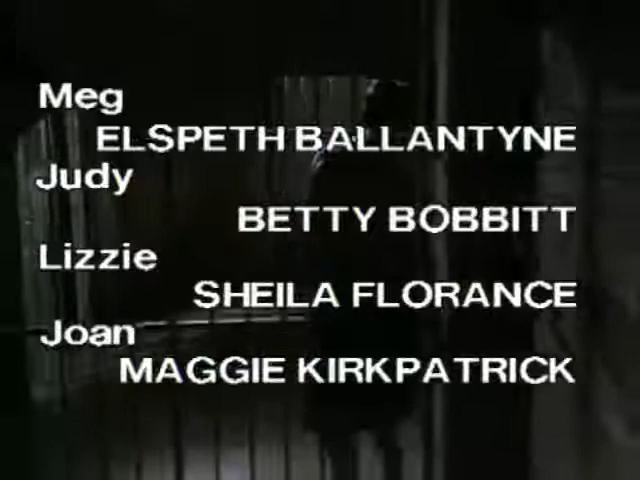 Meg
ELSPETH BALLANTYNE
Judy
BETTY BOBBITT
Lizzie
SHEILA FLORANCE
Joan
MAGGIE KIRKPATRICK